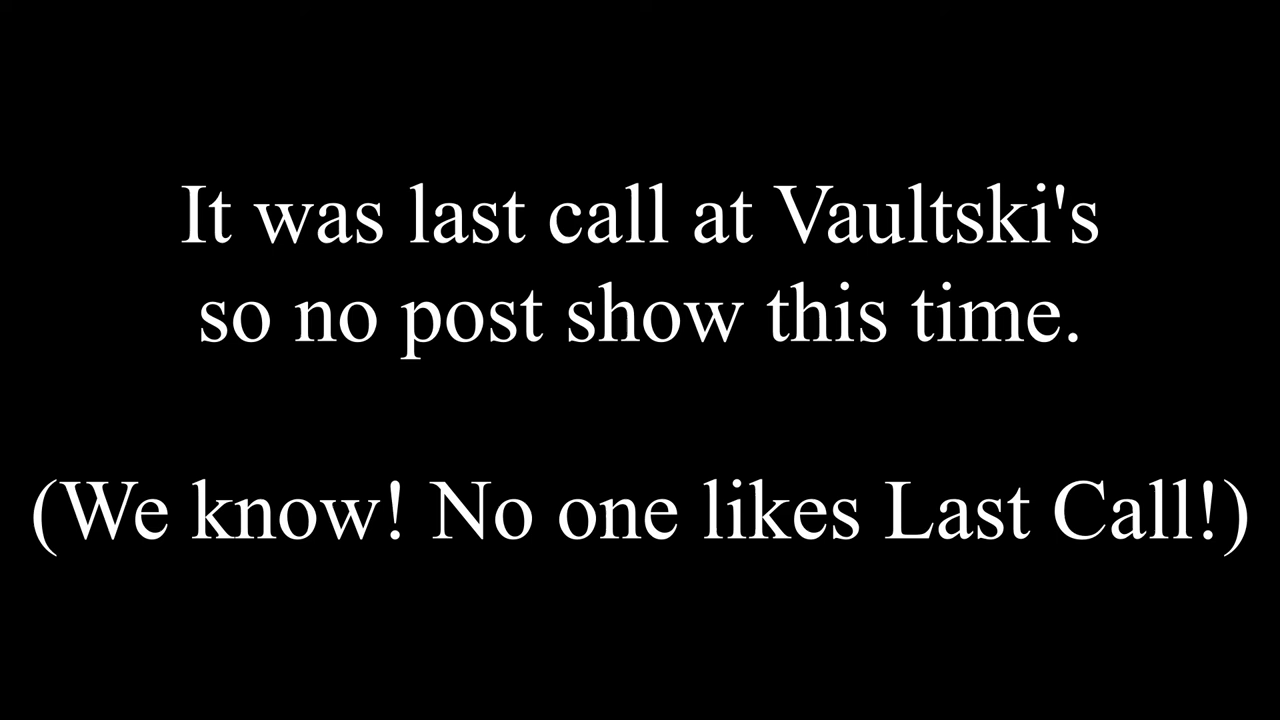 It was last call at Vaultski's
so no post show this time.
(We know! No one likes Last Call!)